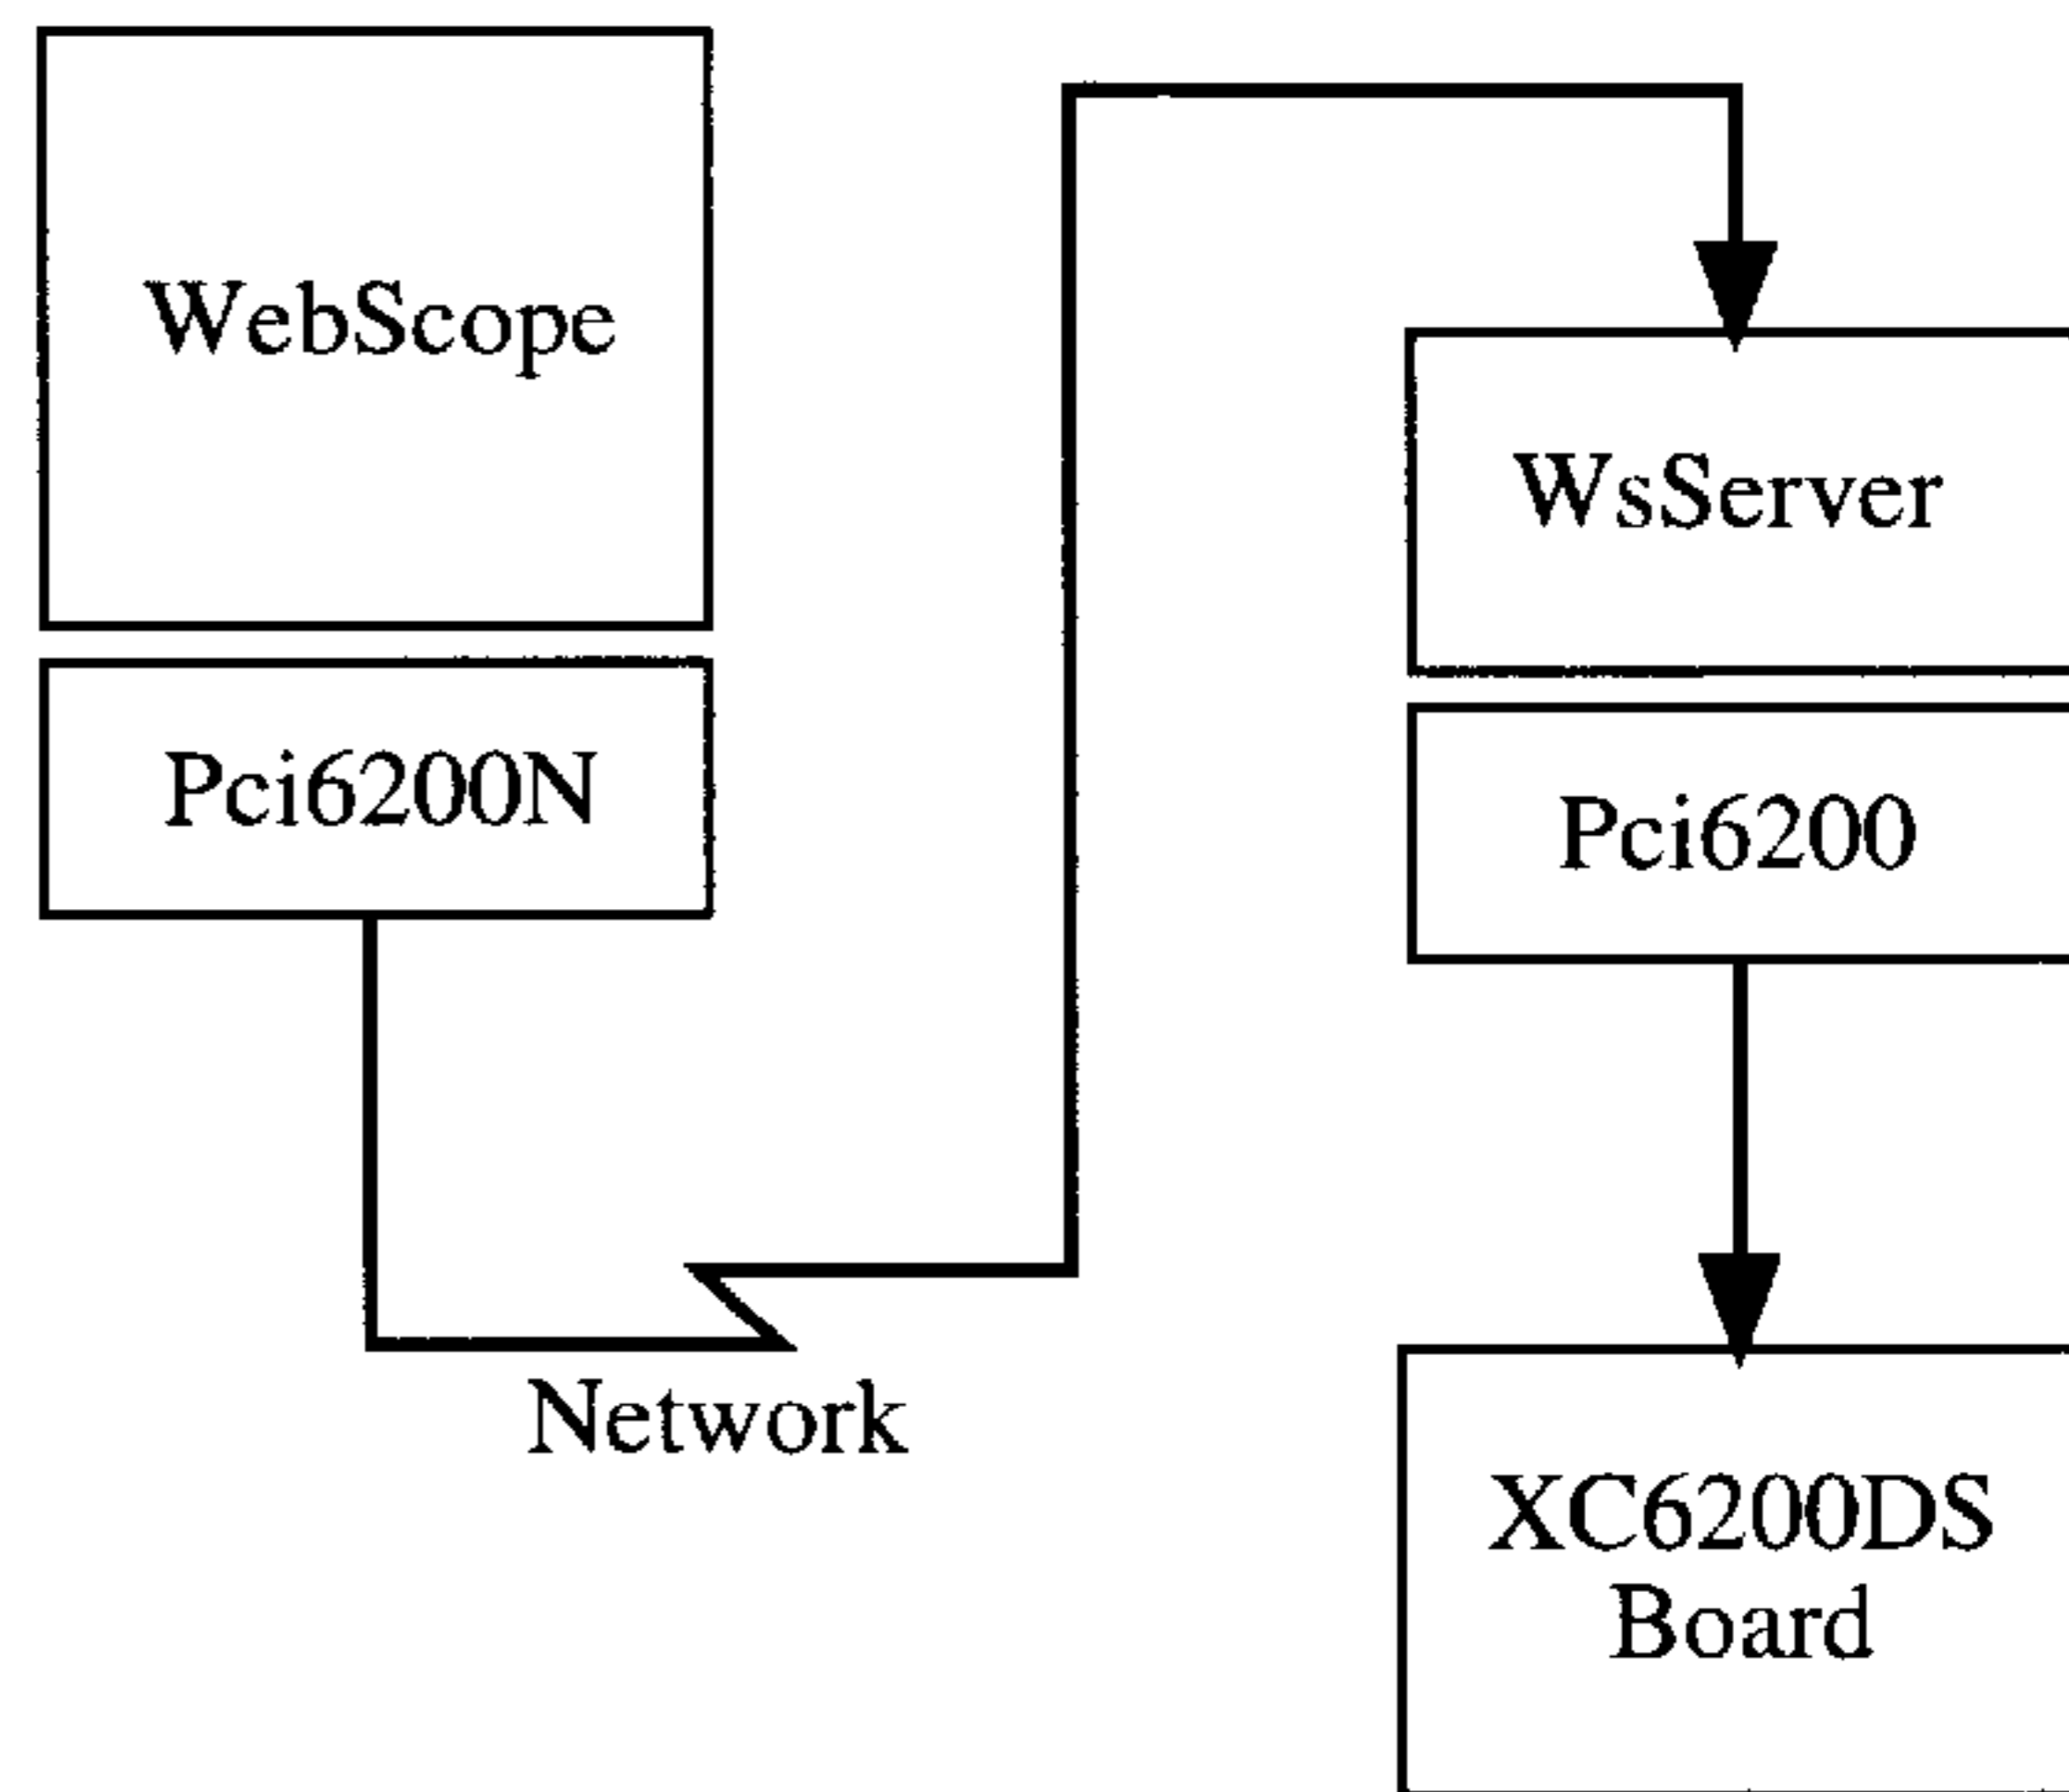 WebScope
Pci6200N
Network
WsServer
Pci6200
XC6200DS
Board